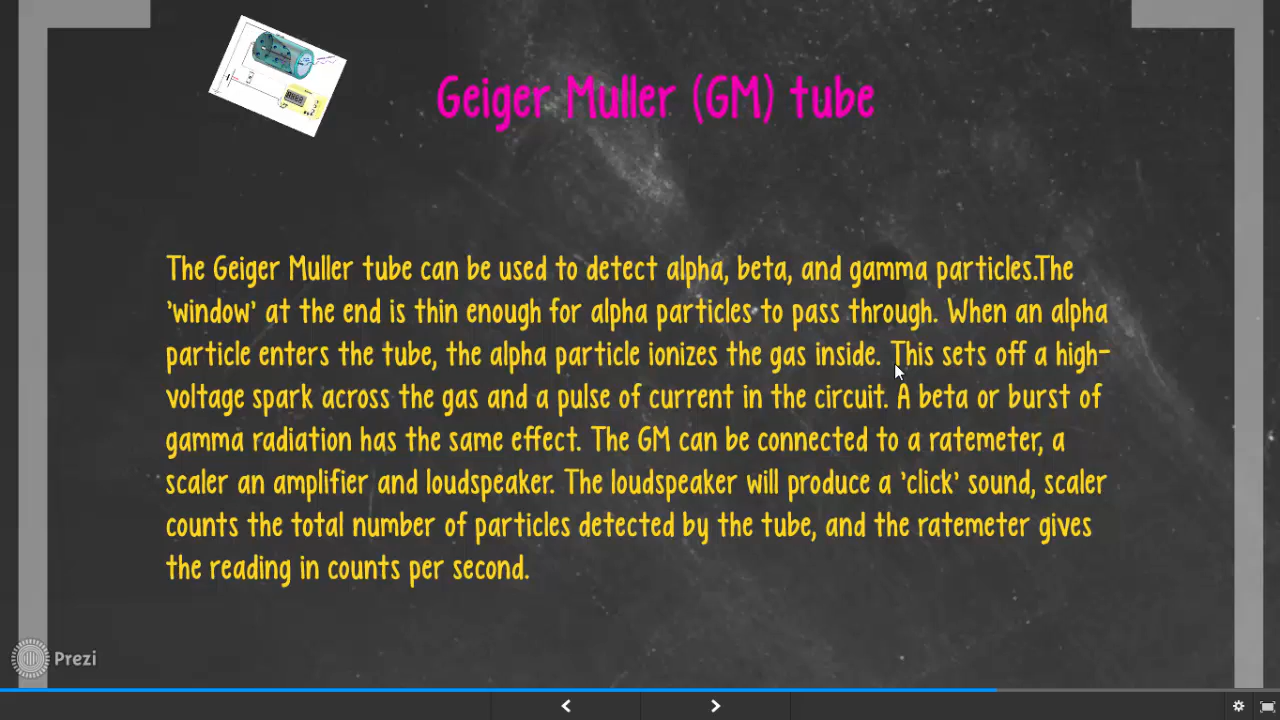 Geiger Muller (GM) tube
The Geiger Muller tube can be used to detect alpha, beta, and gamma particles.The
'window' at the end is thin enough for alpha particles to pass through. When an alpha
particle enters the tube, the alpha particle ionizes the gas inside. This sets off a high-
voltage spark across the gas and a pulse of current in the circuit. A beta or burst of
gamma radiation has the same effect. The GM can be connected to a ratemeter, a
scaler an amplifier and loudspeaker. The loudspeaker will produce a 'click' sound, scaler
counts the total number of particles detected by the tube, and the ratemeter gives
the reading in counts per second.
Prezi